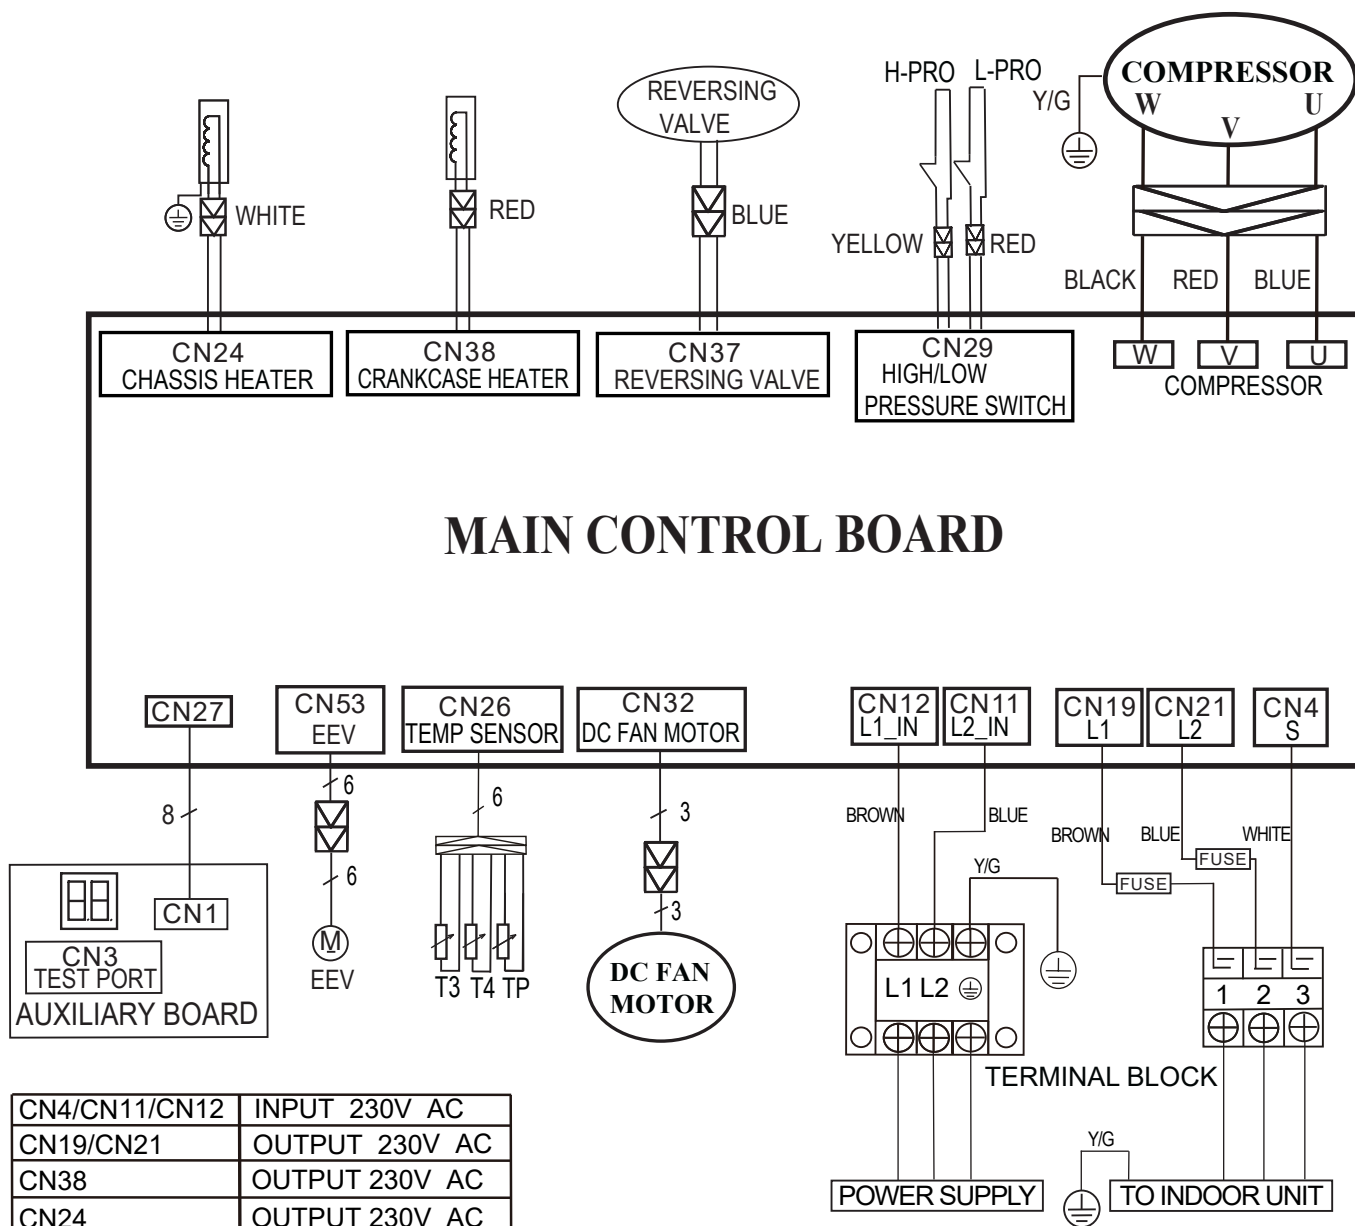 H-PRO L-PRO
COMPRESSOR
W V U
Y/G
REVERSING
VALVE
WHITE
RED
BLUE
YELLOW
RED
BLACK RED BLUE
CN24
CHASSIS HEATER
CN38
CRANKCASE HEATER
CN37
REVERSING VALVE
CN29
HIGH/LOW
PRESSURE SWITCH
W V U
COMPRESSOR
MAIN CONTROL BOARD
CN27
CN53
EEV
CN26
TEMP SENSOR
CN32
DC FAN MOTOR
CN12
L1_IN
CN11
L2_IN
CN19
L1
CN21
L2
CN4
S
8
6
6
6
3
3
BROWN
BLUE
BROWN
BLUE
WHITE
FUSE
FUSE
Y/G
CN1
CN3
TEST PORT
AUXILIARY BOARD
M
EEV
T3 T4 TP
DC FAN
MOTOR
L1 L2
1 2 3
TERMINAL BLOCK
CN4/CN11/CN12 INPUT 230V AC
CN19/CN21 OUTPUT 230V AC
CN38 OUTPUT 230V AC
CN24 OUTPUT 230V AC
Y/G
POWER SUPPLY
TO INDOOR UNIT